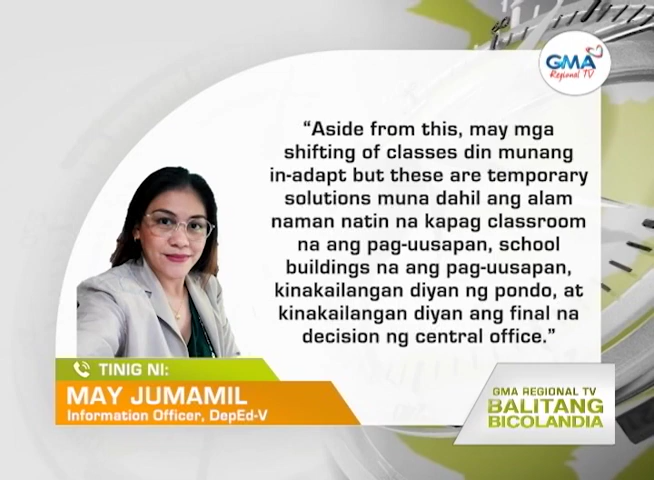 GMA
Regional TV
“Aside from this, may mga
shifting of classes din munang
in-adapt but these are temporary
solutions muna dahil ang alam
naman natin na kapag classroom
na ang pag-uusapan, school
buildings na ang pag-uusapan,
kinakailangan diyan ng pondo, at
kinakailangan diyan ang final na
decision ng central office.”
TINIG NI:
MAY JUMAMIL
Information Officer, DepEd-V
GMA REGIONAL TV
BALITANG
BICOLANDIA